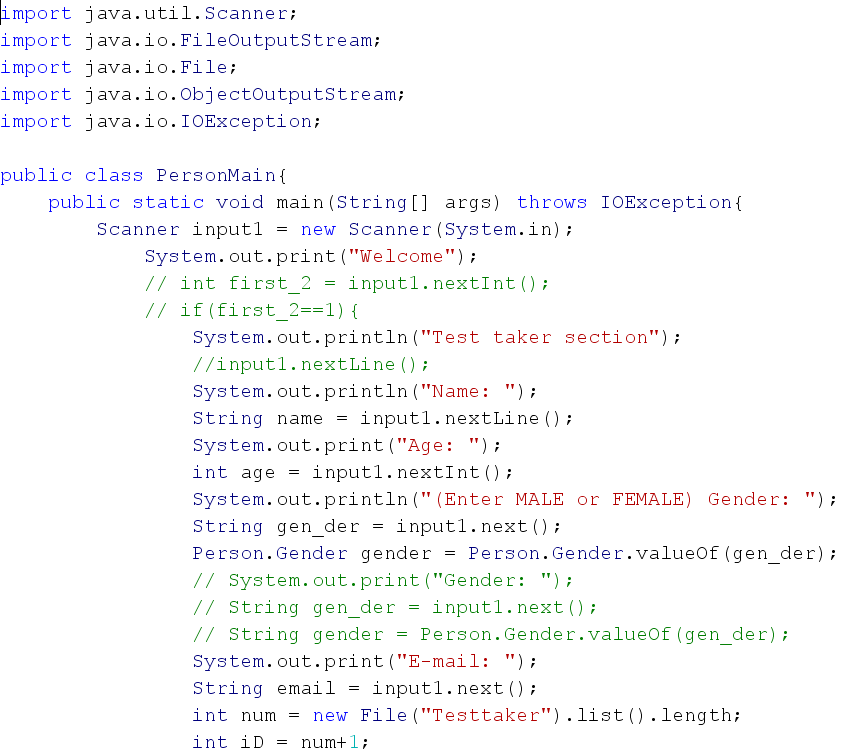 import java.util.Scanner;
import java.io.FileOutputStream;
import java.io.File;
import java.io.ObjectOutputStream;
import java.io.IOException;

public class PersonMain{
    public static void main(String[] args) throws IOException{
        Scanner input1 = new Scanner(System.in);
            System.out.print("Welcome");
            // int first_2 = input1.nextInt();
            // if(first_2==1){
                System.out.println("Test taker section");
                //input1.nextLine();
                System.out.println("Name: ");
                String name = input1.nextLine();
                System.out.print("Age: ");
                int age = input1.nextInt();
                System.out.println("(Enter MALE or FEMALE) Gender: ");
                String gen_der = input1.next();
                Person.Gender gender = Person.Gender.valueOf(gen_der);
                // System.out.print("Gender: ");
                // String gen_der = input1.next();
                // String gender = Person.Gender.valueOf(gen_der);
                System.out.print("E-mail: ");
                String email = input1.next();
                int num = new File("Testtaker").list().length;
                int iD = num+1;